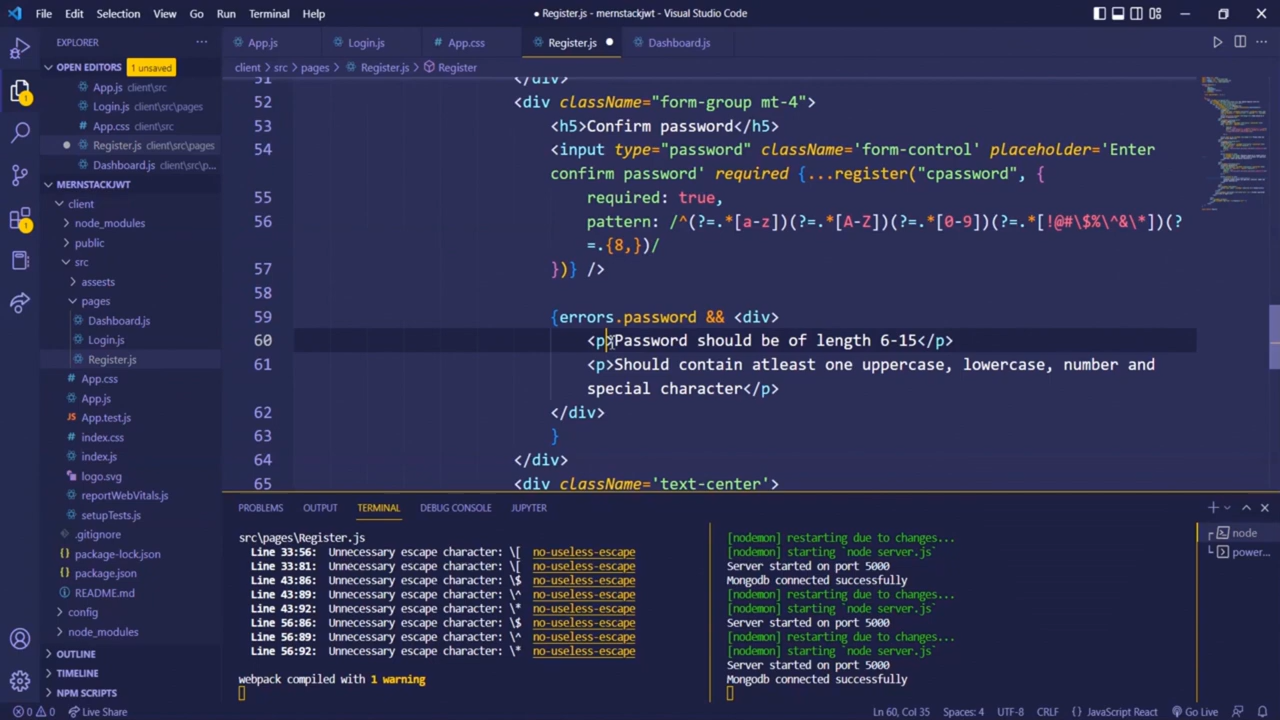 File Edit Selection View Go Run Terminal Help
● Register.js - mernstackjwt - Visual Studio Code
EXPLORER
OPEN EDITORS 1 unsaved
App.js client\src
Login.js client\src\pages
App.css client\src
Register.js client\src\pages
Dashboard.js client\src\p...
MERNSTACKJWT
client
node_modules
public
src
assests
pages
Dashboard.js
Login.js
Register.js
App.css
App.js
App.test.js
index.css
index.js
logo.svg
reportWebVitals.js
setupTests.js
.gitignore
package-lock.json
package.json
README.md
config
node_modules
OUTLINE
TIMELINE
NPM SCRIPTS
App.js Login.js App.css Register.js Dashboard.js
client > src > pages > Register.js > Register
51 </div>
52 <div className="form-group mt-4">
53 <h5>Confirm password</h5>
54 <input type="password" className='form-control' placeholder='Enter
confirm password' required {...register("cpassword", {
55 required: true,
56 pattern: /^(?=.*[a-z])(?=.*[A-Z])(?=.*[0-9])(?=.*[!@#\$%\^&\*])(?
=.{8,})/
57 })} />
58
59 {errors.password && <div>
60 <p>Password should be of length 6-15</p>
61 <p>Should contain atleast one uppercase, lowercase, number and
special character</p>
62 </div>
63 }
64 </div>
65 <div className='text-center'>
PROBLEMS OUTPUT TERMINAL DEBUG CONSOLE JUPYTER
src\pages\Register.js
Line 33:56: Unnecessary escape character: \[ no-useless-escape
Line 33:81: Unnecessary escape character: \[ no-useless-escape
Line 43:86: Unnecessary escape character: \$ no-useless-escape
Line 43:89: Unnecessary escape character: \^ no-useless-escape
Line 43:92: Unnecessary escape character: \* no-useless-escape
Line 56:86: Unnecessary escape character: \$ no-useless-escape
Line 56:89: Unnecessary escape character: \^ no-useless-escape
Line 56:92: Unnecessary escape character: \* no-useless-escape
webpack compiled with 1 warning
[nodemon] restarting due to changes...
[nodemon] starting `node server.js`
Server started on port 5000
Mongodb connected successfully
[nodemon] restarting due to changes...
[nodemon] starting `node server.js`
Server started on port 5000
[nodemon] restarting due to changes...
[nodemon] starting `node server.js`
Server started on port 5000
Mongodb connected successfully
node
power...
0 0 Live Share
Ln 60, Col 35 Spaces: 4 UTF-8 CRLF {} JavaScript React Go Live